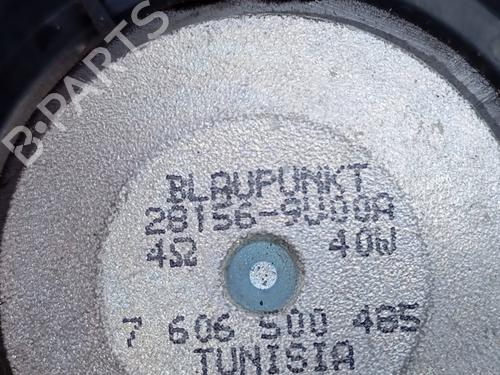 B-PARTS
BLAUPUNKT
28156-9U00A
4Ω 40W
7 606 500 485
TUNISIA